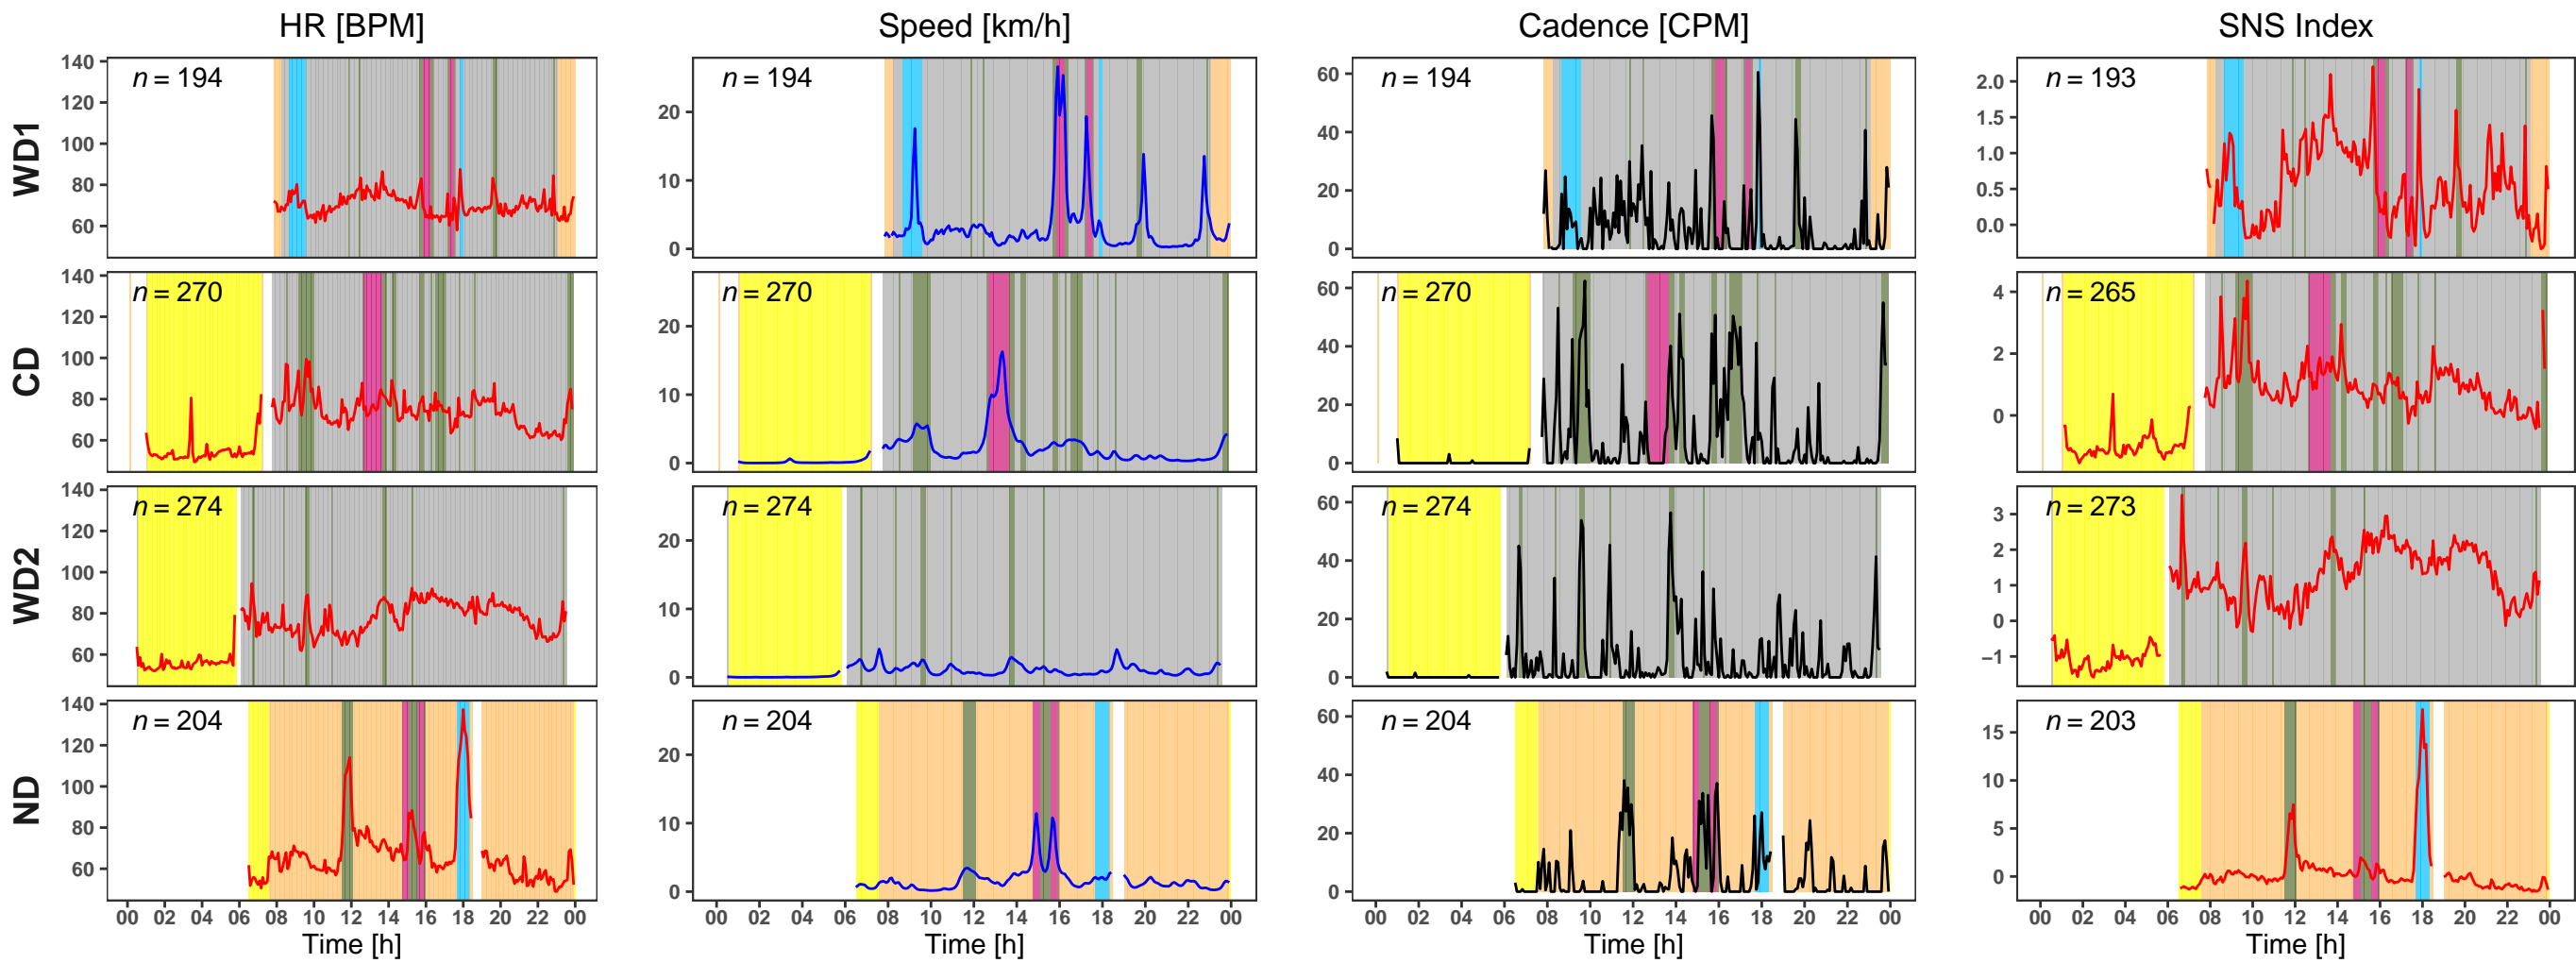 HR [BPM] Speed [km/h] Cadence [CPM] SNS Index
WD1
140
120
100
80
60
n = 194
20
10
0
n = 194
60
40
20
0
n = 194
2.0
1.5
1.0
0.5
0.0
n = 193
CD
140
120
100
80
60
n = 270
20
10
0
n = 270
60
40
20
0
n = 270
4
2
0
n = 265
WD2
140
120
100
80
60
n = 274
20
10
0
n = 274
60
40
20
0
n = 274
3
2
1
0
−1
n = 273
ND
140
120
100
80
60
n = 204
20
10
0
n = 204
60
40
20
0
n = 204
15
10
5
0
n = 203
00 02 04 06 08 10 12 14 16 18 20 22 00
00 02 04 06 08 10 12 14 16 18 20 22 00
00 02 04 06 08 10 12 14 16 18 20 22 00
00 02 04 06 08 10 12 14 16 18 20 22 00
Time [h] Time [h] Time [h] Time [h]